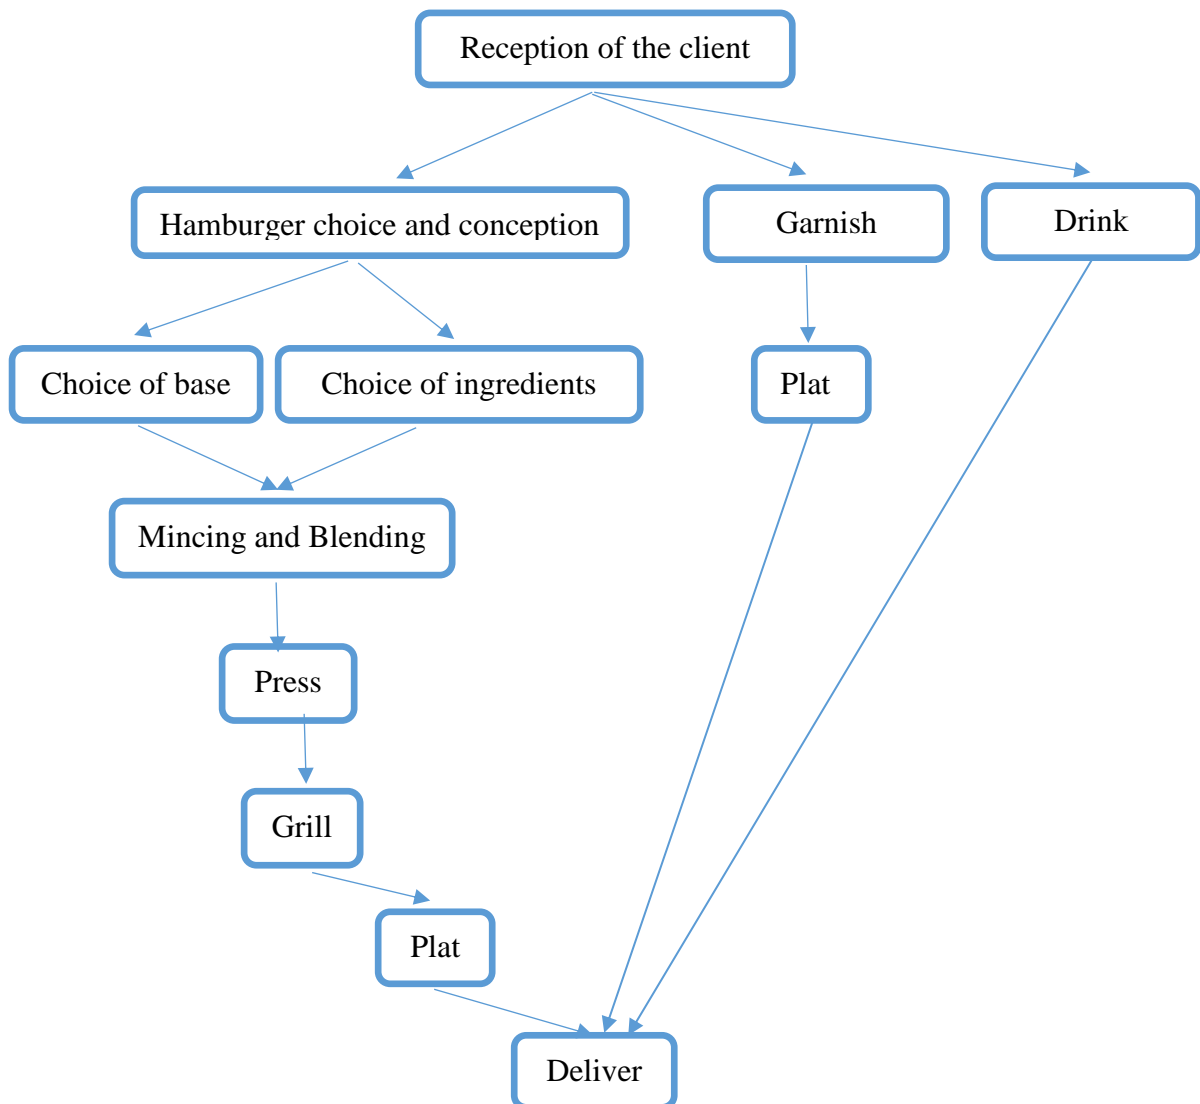 Reception of the client
Hamburger choice and conception
Garnish
Drink
Choice of base
Choice of ingredients
Plat
Mincing and Blending
Press
Grill
Plat
Deliver